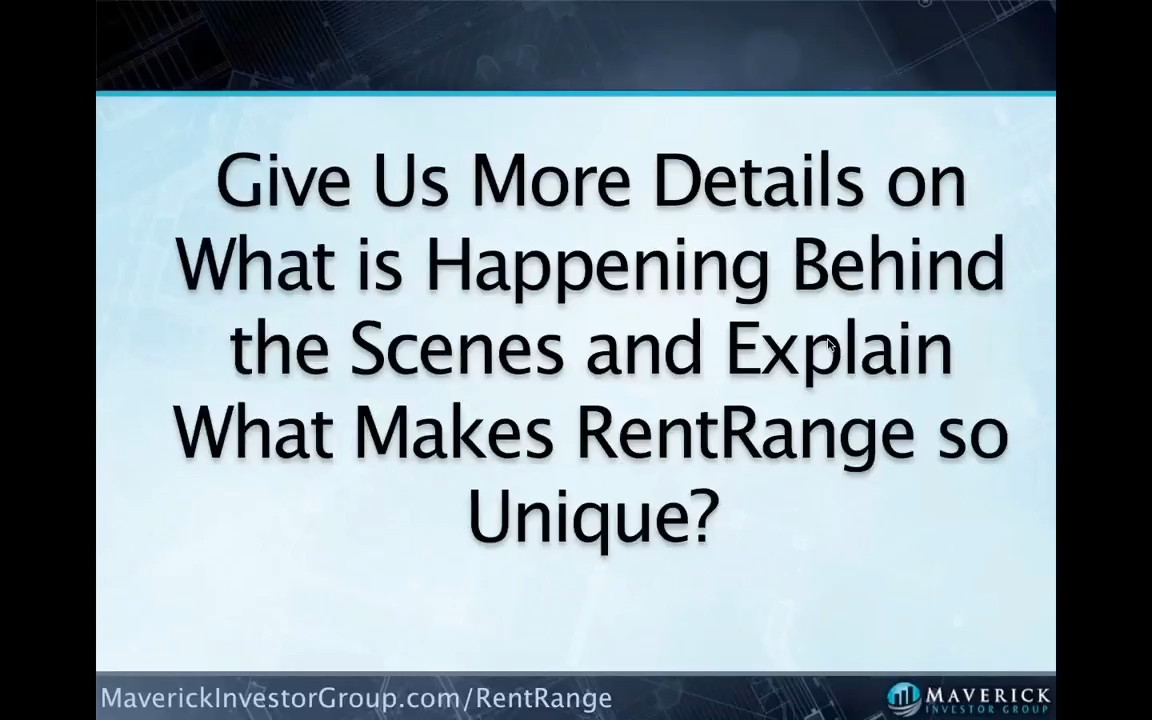 Give Us More Details on
What is Happening Behind
the Scenes and Explain
What Makes RentRange so
Unique?
MaverickInvestorGroup.com/RentRange
MAVERICK
INVESTOR GROUP